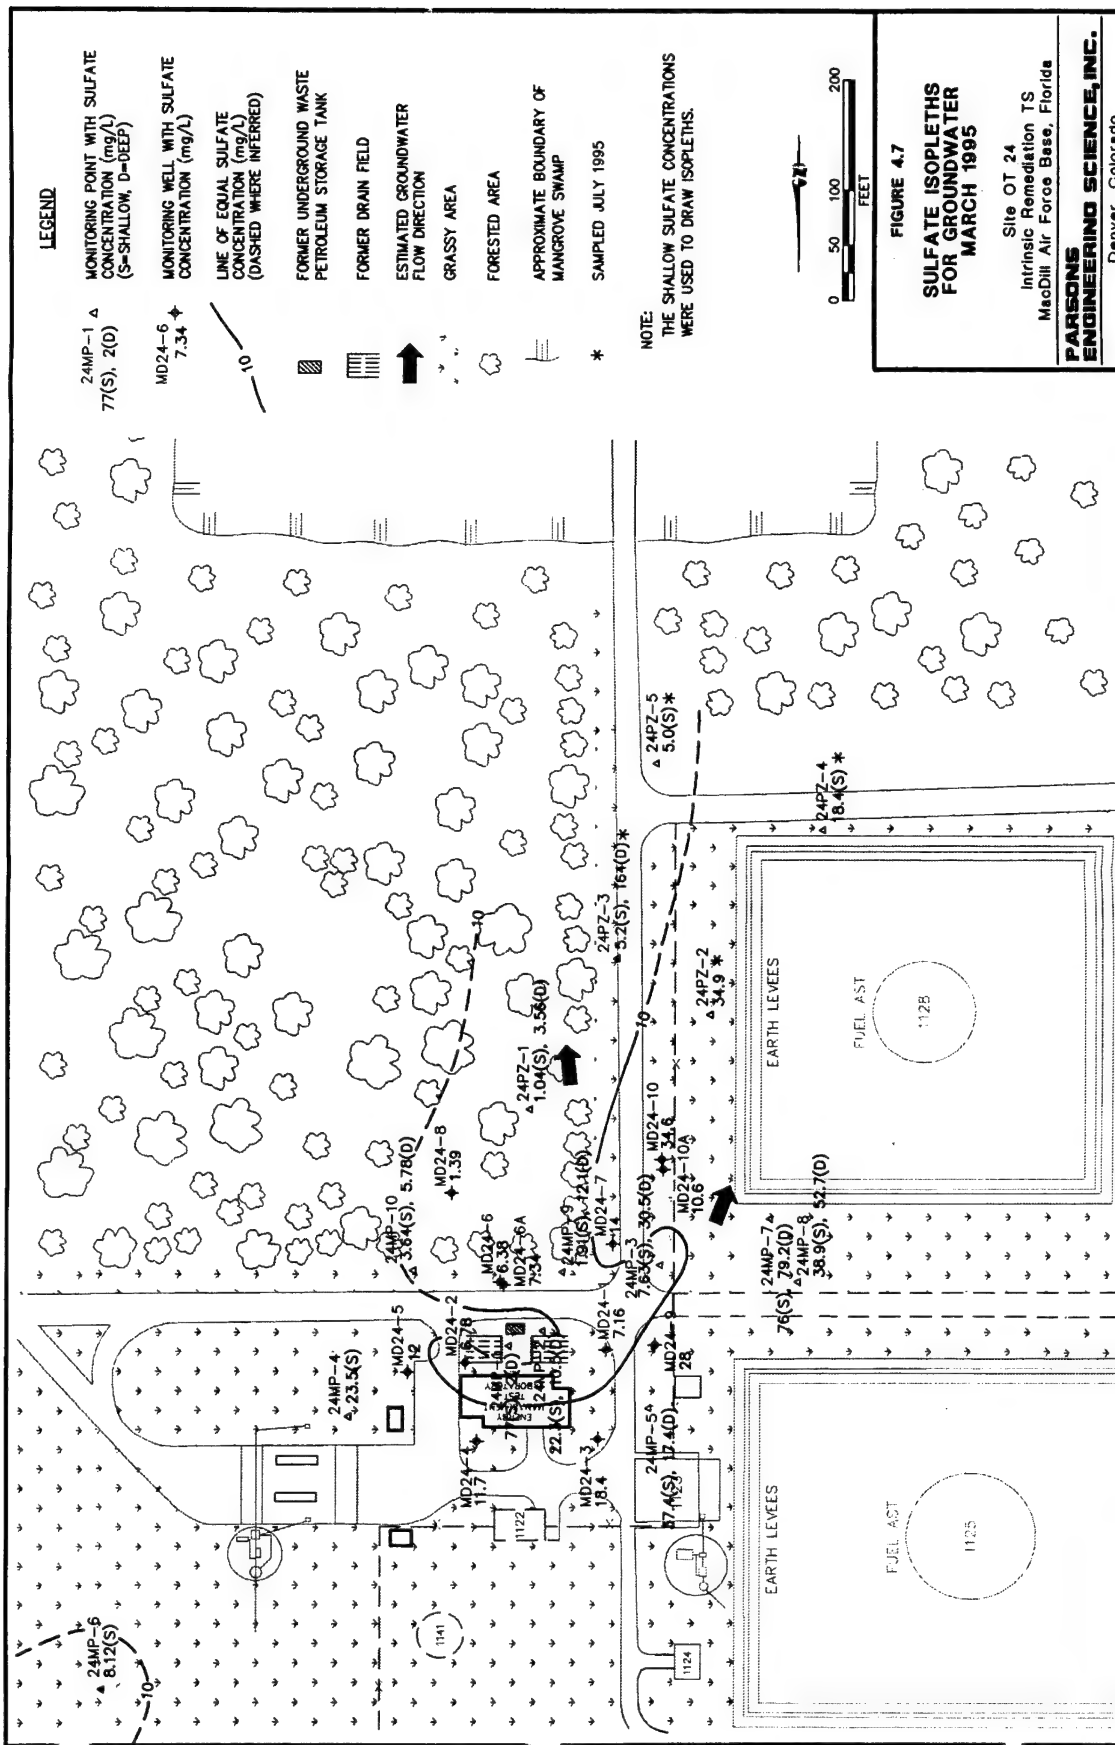 LEGEND
24MP-1
77(S), 2(D)
MONITORING POINT WITH SULFATE
CONCENTRATION (mg/L)
(S=SHALLOW, D=DEEP)
MD24-6
7.34
MONITORING WELL WITH SULFATE
CONCENTRATION (mg/L)
10
LINE OF EQUAL SULFATE
CONCENTRATION (mg/L)
(DASHED WHERE INFERRED)
FORMER UNDERGROUND WASTE
PETROLEUM STORAGE TANK
FORMER DRAIN FIELD
ESTIMATED GROUNDWATER
FLOW DIRECTION
GRASSY AREA
FORESTED AREA
APPROXIMATE BOUNDARY OF
MANGROVE SWAMP
* SAMPLED JULY 1995
NOTE:
THE SHALLOW SULFATE CONCENTRATIONS
WERE USED TO DRAW ISOPLETHS.
0 50 100 200
FEET
FIGURE 4.7
SULFATE ISOPLETHS
FOR GROUNDWATER
MARCH 1995
Site OT 24
Intrinsic Remediation TS
MacDill Air Force Base, Florida
PARSONS
ENGINEERING SCIENCE, INC.
Denver, Colorado
24MP-6
8.12(S)
10
24MP-4
23.5(S)
MD24-5
12
MD24-2
6.78
24MP-10
3.84(S), 5.78(D)
MD24-8
1.39
10
MD24-6
6.38
MD24-6A
7.34
24PZ-1
1.04(S), 3.56(D)
24MP-9
1.91(S), 12.1(D)
MD24-7
14
MD24-4
11.7
MD24-3
18.4
MD24-1
7.16
24MP-3
7.63(S), 39.5(D)
24PZ-3
5.2(S), 164(D)*
24PZ-5
5.0(S)*
10
MD24-10
34.6
MD24-10A
10.6
24PZ-2
34.9 *
24PZ-4
18.4(S) *
MD24-9
28
24MP-5
57.4(S), 17.4(D)
24MP-7
76(S), 79.2(D)
24MP-8
38.9(S), 52.7(D)
1122
1141
1123
1124
EARTH LEVEES
FUEL AST
1125
EARTH LEVEES
FUEL AST
1128